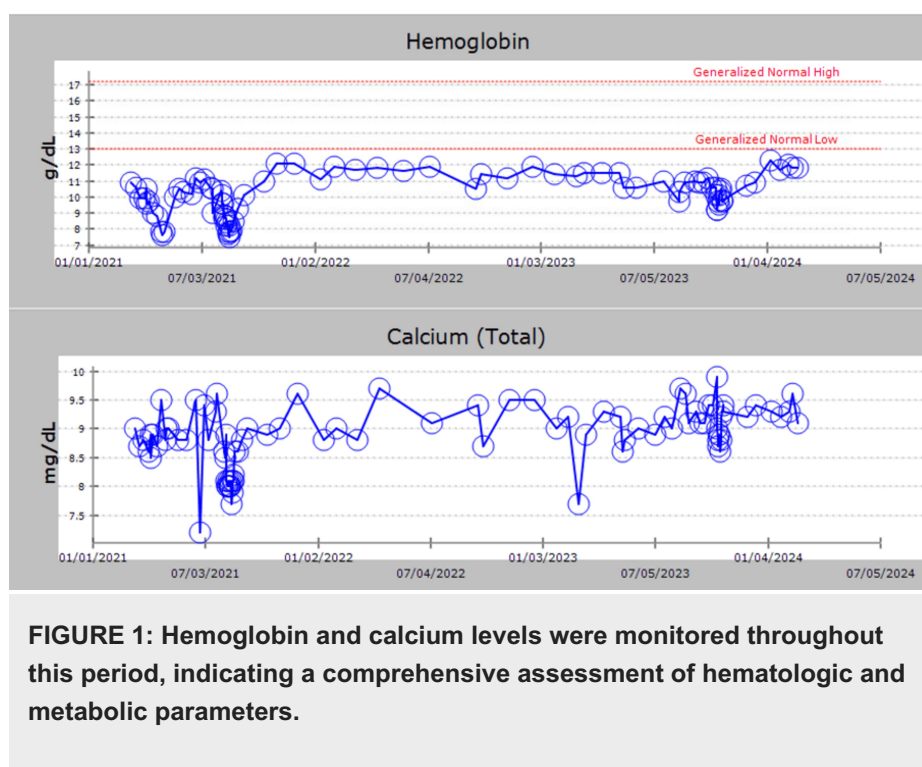 Hemoglobin
Generalized Normal High
17
16
15
14
Generalized Normal Low
13
12
11
10
9
8
7
g/dL
01/01/2021 01/02/2022 01/03/2023 01/04/2024
07/03/2021 07/04/2022 07/05/2023 07/05/2024
Calcium (Total)
10
9.5
9
8.5
8
7.5
mg/dL
01/01/2021 01/02/2022 01/03/2023 01/04/2024
07/03/2021 07/04/2022 07/05/2023 07/05/2024
FIGURE 1: Hemoglobin and calcium levels were monitored throughout
this period, indicating a comprehensive assessment of hematologic and
metabolic parameters.